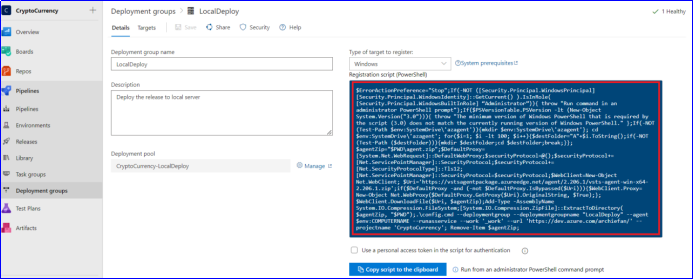 CryptoCurrency
Deployment groups > LocalDeploy
1 Healthy
Overview
Boards
Repos
Pipelines
Pipelines
Environments
Releases
Library
Task groups
Deployment groups
Test Plans
Artifacts
Details Targets Save Share Security Help
Deployment group name
LocalDeploy
Description
Deploy the release to local server
Deployment pool
CryptoCurrency-LocalDeploy
Manage
Type of target to register:
Windows
System prerequisites
Registration script (PowerShell)
$ErrorActionPreference="Stop";If(-NOT ([Security.Principal.WindowsPrincipal]
[Security.Principal.WindowsIdentity]::GetCurrent() ).IsInRole(
[Security.Principal.WindowsBuiltInRole] "Administrator")){ throw "Run command in an
administrator PowerShell prompt"};If($PSVersionTable.PSVersion -lt (New-Object
System.Version("3.0"))){ throw "The minimum version of Windows PowerShell that is required by
the script (3.0) does not match the currently running version of Windows PowerShell." };If(-NOT
(Test-Path $env:SystemDrive\'azagent')){mkdir $env:SystemDrive\'azagent'}; cd
$env:SystemDrive\'azagent'; for($i=1; $i -lt 100; $i++){$destFolder="A"+$i.ToString();if(-NOT
(Test-Path ($destFolder))){mkdir $destFolder;cd $destFolder;break;}};
$agentZip="$PWD\agent.zip";$DefaultProxy=
[System.Net.WebRequest]::DefaultWebProxy;$securityProtocol=@();$securityProtocol+=
[Net.ServicePointManager]::SecurityProtocol;$securityProtocol+=
[Net.SecurityProtocolType]::Tls12;
[Net.ServicePointManager]::SecurityProtocol=$securityProtocol;$WebClient=New-Object
Net.WebClient; $Uri='https://vstsagentpackage.azureedge.net/agent/2.206.1/vsts-agent-win-x64-
2.206.1.zip';if($DefaultProxy -and (-not $DefaultProxy.IsBypassed($Uri))){$WebClient.Proxy=
New-Object Net.WebProxy($DefaultProxy.GetProxy($Uri).OriginalString, $True);};
$WebClient.DownloadFile($Uri, $agentZip);Add-Type -AssemblyName
System.IO.Compression.FileSystem;[System.IO.Compression.ZipFile]::ExtractToDirectory(
$agentZip, "$PWD");.\config.cmd --deploymentgroup --deploymentgroupname "LocalDeploy" --agent
$env:COMPUTERNAME --runasservice --work '_work' --url 'https://dev.azure.com/archiefan/' --
projectname 'CryptoCurrency'; Remove-Item $agentZip;
Use a personal access token in the script for authentication
Copy script to the clipboard
Run from an administrator PowerShell command prompt